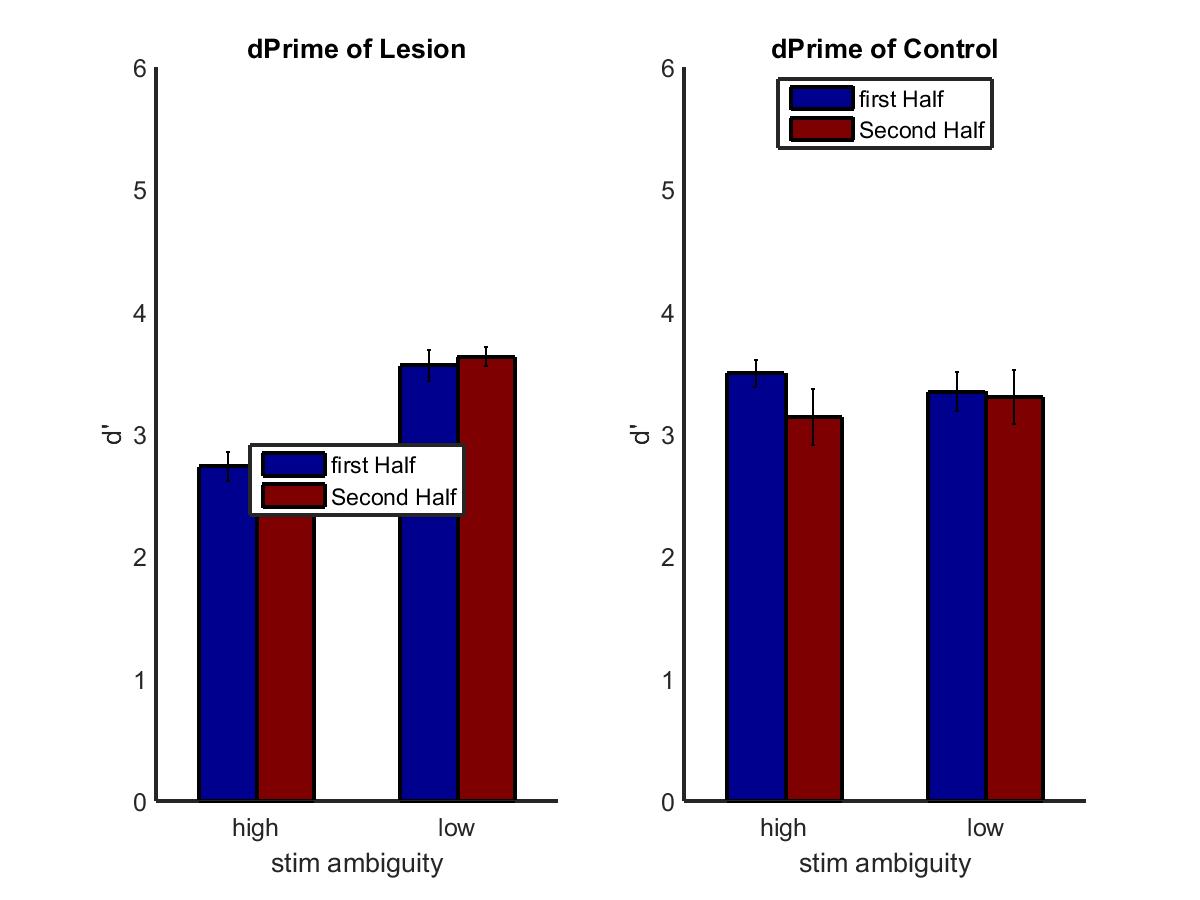 dPrime of Lesion
6
5
4
3
2
1
0
d'
first Half
Second Half
high
low
stim ambiguity
dPrime of Control
6
5
4
3
2
1
0
d'
first Half
Second Half
high
low
stim ambiguity